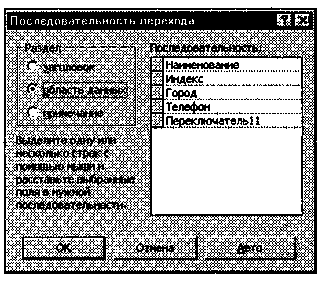 Последовательность перехода
Раздел
заголовок
область данных
примечание
Последовательность:
Наименование
Индекс
Город
Телефон
Переключатель11
Выделите одну или
несколько строк с
помощью мыши и
расставьте выбранные
поля в нужной
последовательности.
ОК
Отмена
Авто